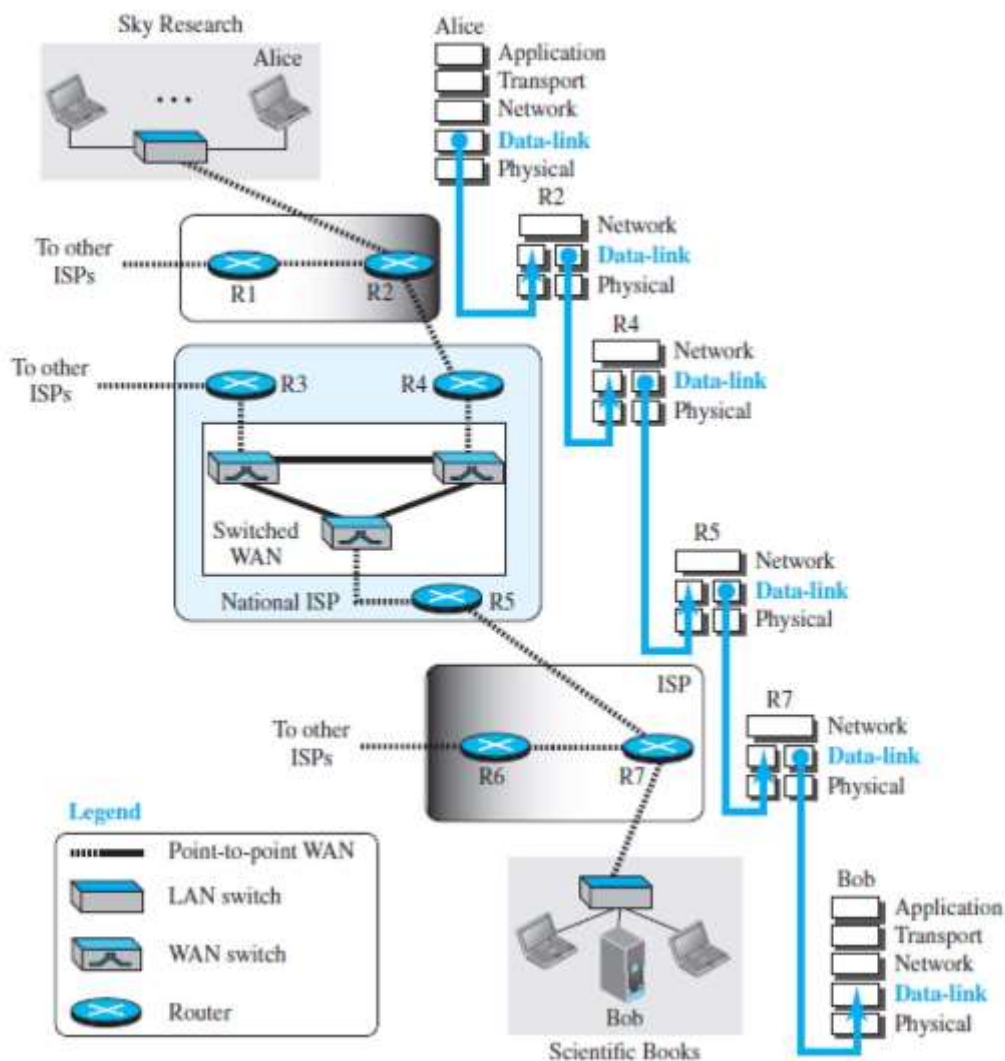 Sky Research
Alice
Alice
Application
Transport
Network
Data-link
Physical
R2
Network
Data-link
Physical
To other
ISPs
R1
R2
R4
Network
Data-link
Physical
To other
ISPs
R3
R4
Switched
WAN
National ISP
R5
R5
Network
Data-link
Physical
ISP
To other
ISPs
R6
R7
R7
Network
Data-link
Physical
Legend
Point-to-point WAN
LAN switch
WAN switch
Router
Bob
Scientific Books
Bob
Application
Transport
Network
Data-link
Physical